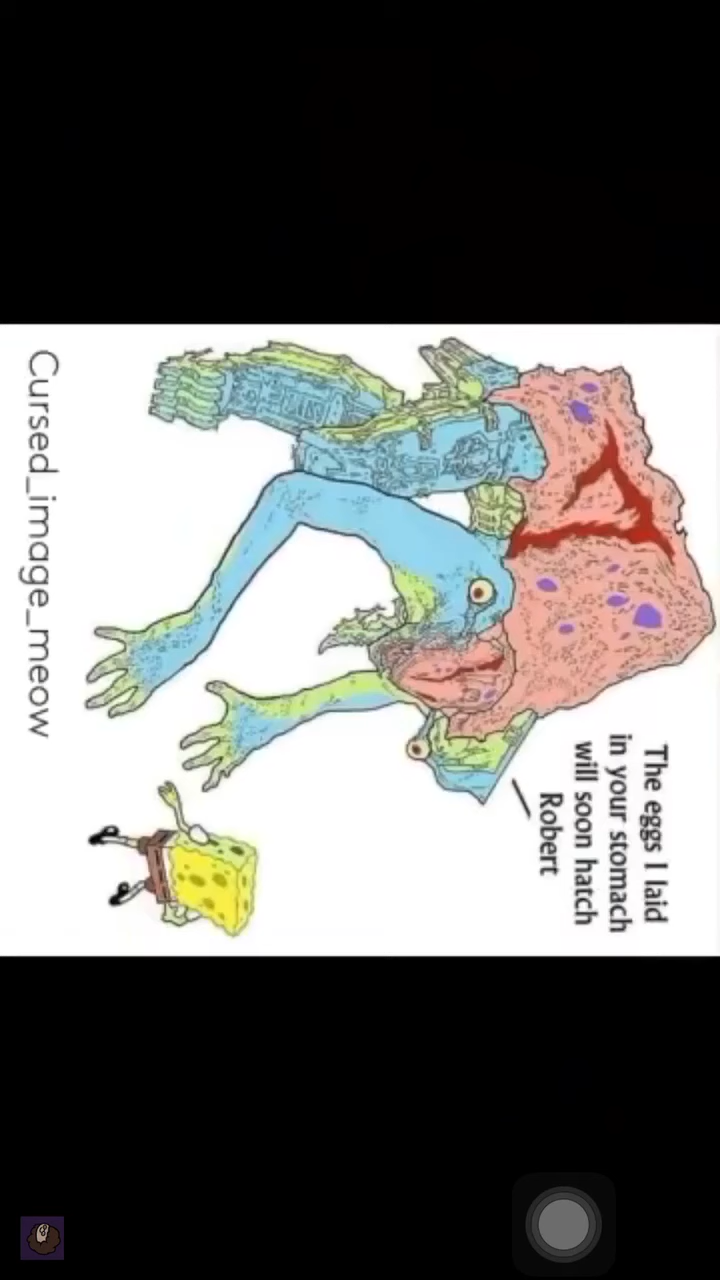 The eggs I laid
in your stomach
will soon hatch
Robert
Cursed_image_meow